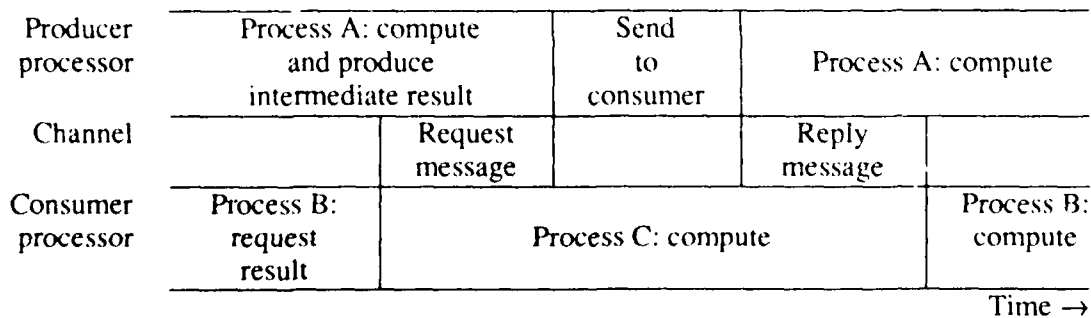 Producer processor
Process A: compute and produce intermediate result
Send to consumer
Process A: compute
Channel
Request message
Reply message
Consumer processor
Process B: request result
Process C: compute
Process B: compute
Time →